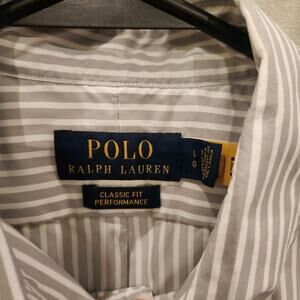 POLO
RALPH LAUREN
CLASSIC FIT
PERFORMANCE
L
G